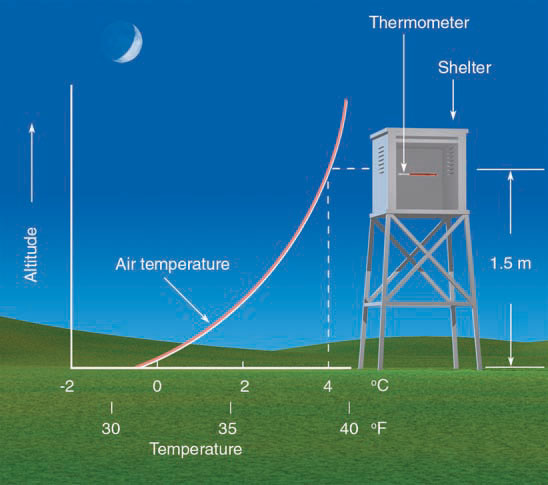 Thermometer
Shelter
Altitude
Air temperature
1.5 m
-2 0 2 4 °C
30 35 40 °F
Temperature